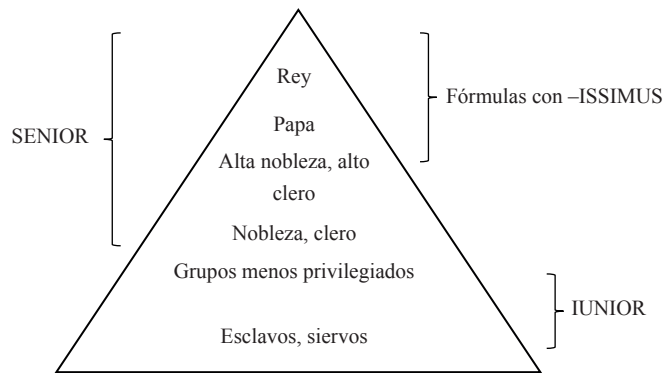 Rey
Fórmulas con –ISSIMUS
Papa
SENIOR
Alta nobleza, alto
clero
Nobleza, clero
Grupos menos privilegiados
IUNIOR
Esclavos, siervos